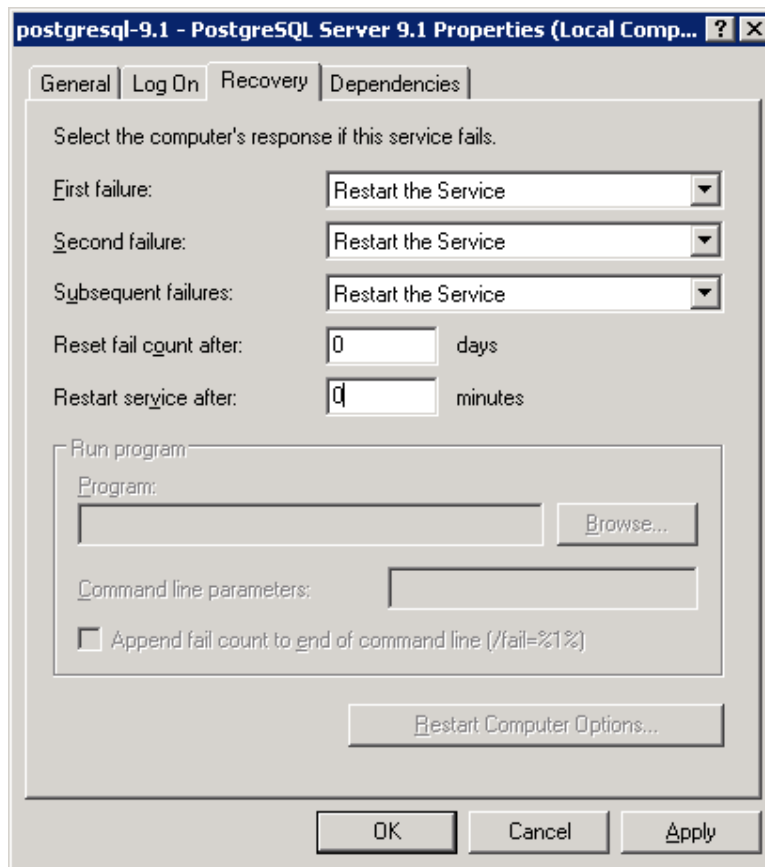 postgresql-9.1 - PostgreSQL Server 9.1 Properties (Local Comp... ?
General Log On Recovery Dependencies
Select the computer's response if this service fails.
First failure: Restart the Service
Second failure: Restart the Service
Subsequent failures: Restart the Service
Reset fail count after: 0 days
Restart service after: 0 minutes
Run program
Program:
Browse...
Command line parameters:
Append fail count to end of command line (/fail=%1%)
Restart Computer Options...
OK Cancel Apply